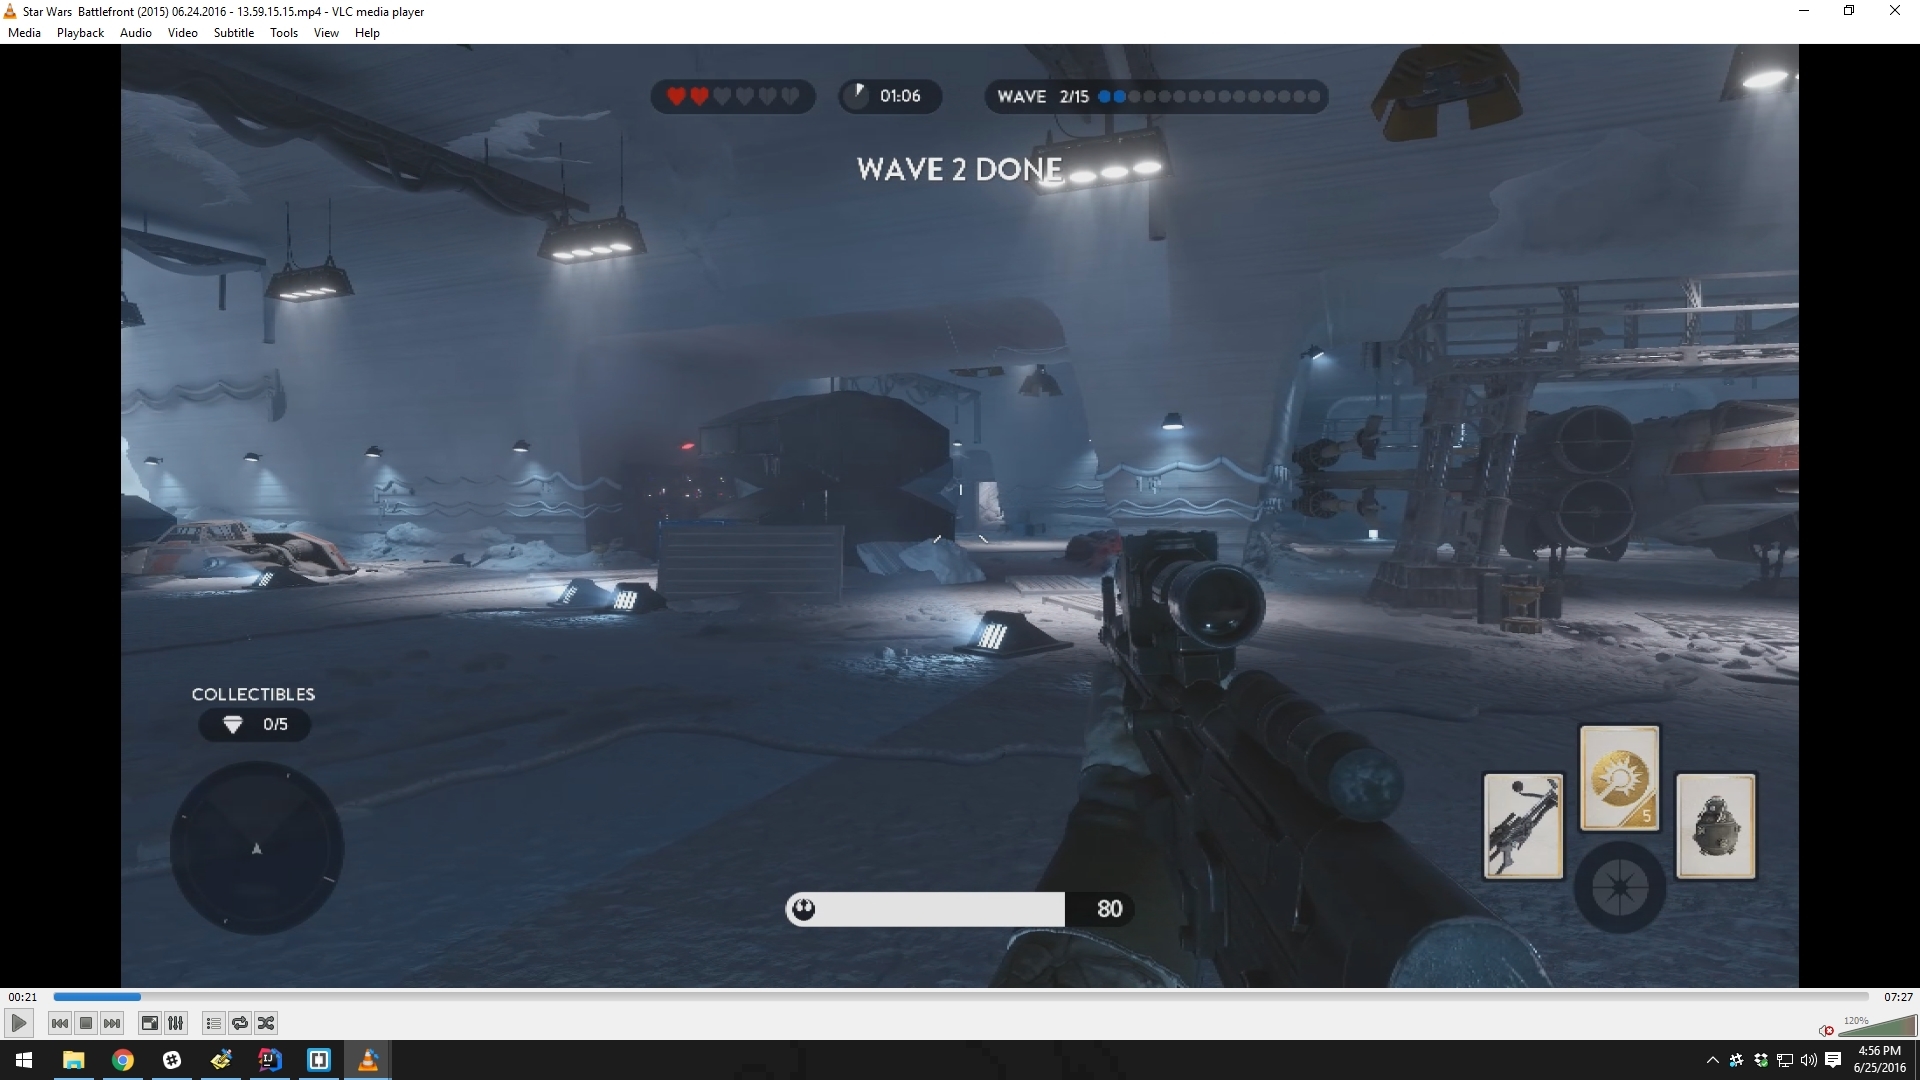 Star Wars  Battlefront (2015) 06.24.2016 - 13.59.15.15.mp4 - VLC media player
Media Playback Audio Video Subtitle Tools View Help
01:06
WAVE 2/15
WAVE 2 DONE
COLLECTIBLES
0/5
5
80
00:21
07:27
120%
4:56 PM
6/25/2016